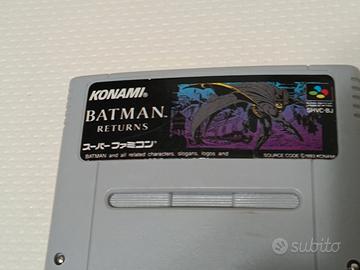 KONAMI®
BATMAN™
RETURNS
スーパーファミコン
SHVC-BJ
BATMAN and all related characters, slogans, logos and
SOURCE CODE © 1993 KONAMI
subito